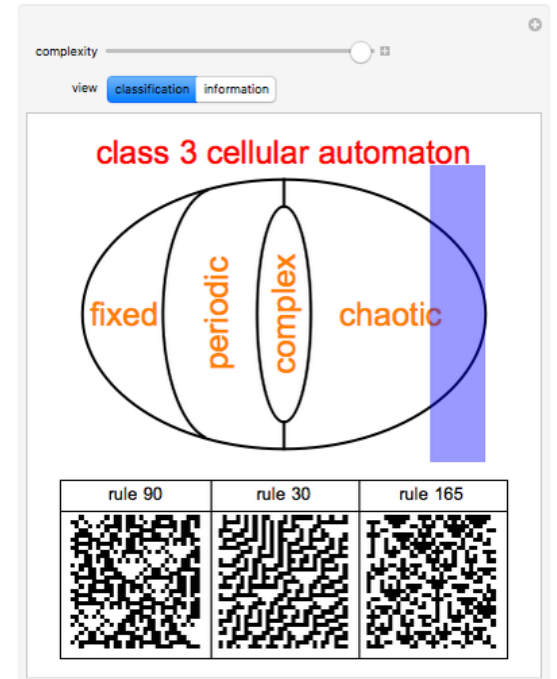 complexity
view classification information
class 3 cellular automaton
fixed periodic complex chaotic
rule 90 rule 30 rule 165